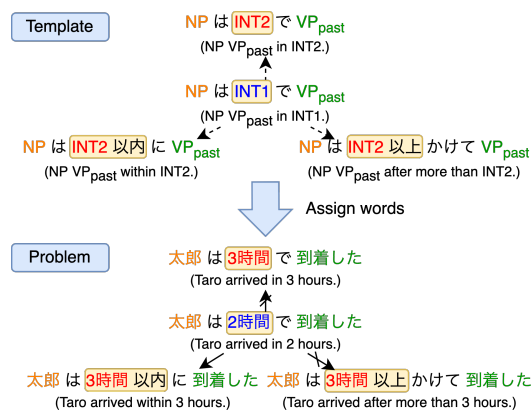 Template
NP は INT2 で VPpast
(NP VPpast in INT2.)
NP は INT1 で VPpast
(NP VPpast in INT1.)
NP は INT2 以内 に VPpast
(NP VPpast within INT2.)
NP は INT2 以上 かけて VPpast
(NP VPpast after more than INT2.)
Assign words
Problem
太郎 は 3時間 で 到着した
(Taro arrived in 3 hours.)
太郎 は 2時間 で 到着した
(Taro arrived in 2 hours.)
太郎 は 3時間 以内 に 到着した
(Taro arrived within 3 hours.)
太郎 は 3時間 以上 かけて 到着した
(Taro arrived after more than 3 hours.)